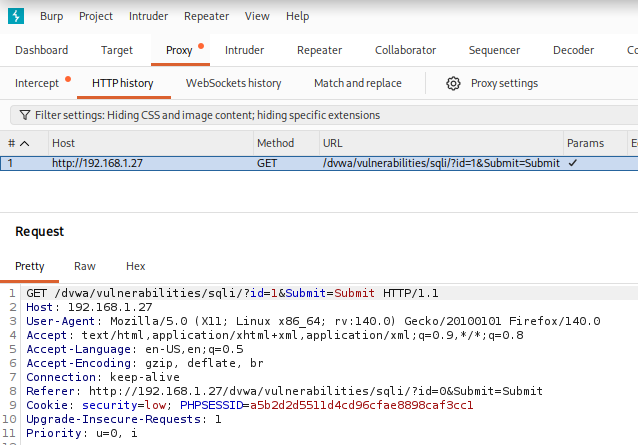 Burp Project Intruder Repeater View Help
Dashboard Target Proxy Intruder Repeater Collaborator Sequencer Decoder
Intercept HTTP history WebSockets history Match and replace Proxy settings
Filter settings: Hiding CSS and image content; hiding specific extensions
# Host Method URL Params
1 http://192.168.1.27 GET /dvwa/vulnerabilities/sqli/?id=1&Submit=Submit ✓
Request
Pretty Raw Hex
1 GET /dvwa/vulnerabilities/sqli/?id=1&Submit=Submit HTTP/1.1
2 Host: 192.168.1.27
3 User-Agent: Mozilla/5.0 (X11; Linux x86_64; rv:140.0) Gecko/20100101 Firefox/140.0
4 Accept: text/html,application/xhtml+xml,application/xml;q=0.9,*/*;q=0.8
5 Accept-Language: en-US,en;q=0.5
6 Accept-Encoding: gzip, deflate, br
7 Connection: keep-alive
8 Referer: http://192.168.1.27/dvwa/vulnerabilities/sqli/?id=0&Submit=Submit
9 Cookie: security=low; PHPSESSID=a5b2d2d5511d4cd96cfae8898caf3cc1
10 Upgrade-Insecure-Requests: 1
11 Priority: u=0, i